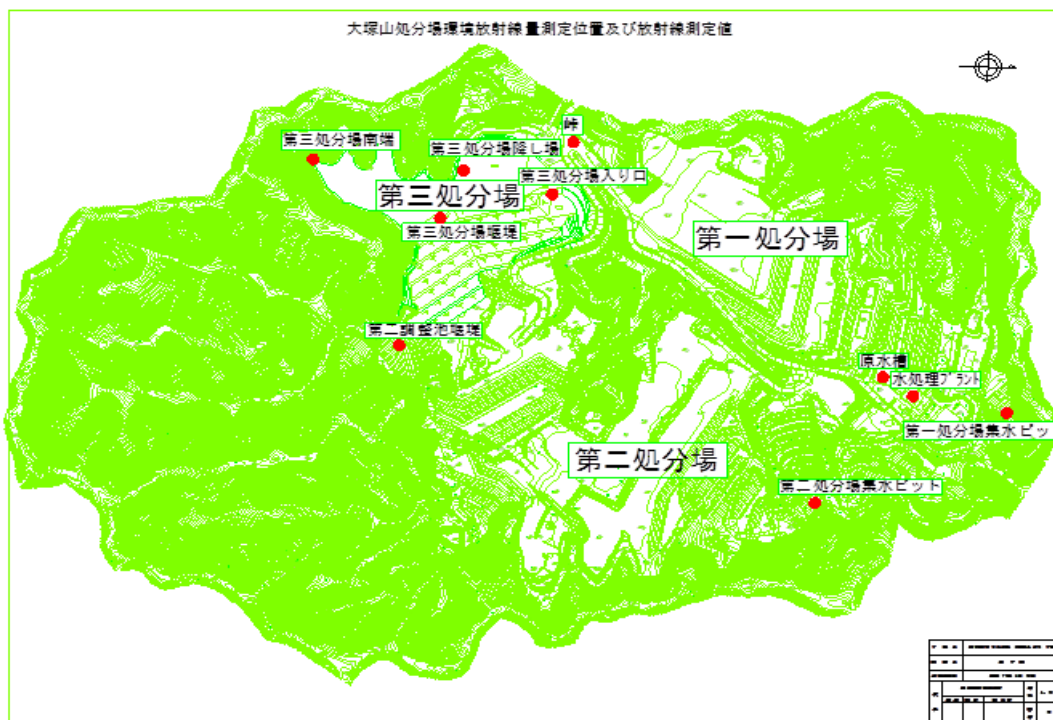 大塚山処分場環境放射線量測定位置及び放射線測定値
峠
第三処分場南端
第三処分場降し場
第三処分場入り口
第三処分場
第三処分場堰堤
第一処分場
第二調整池堰堤
原水槽
水処理プラント
第一処分場集水ピッ
第二処分場
第二処分場集水ピット